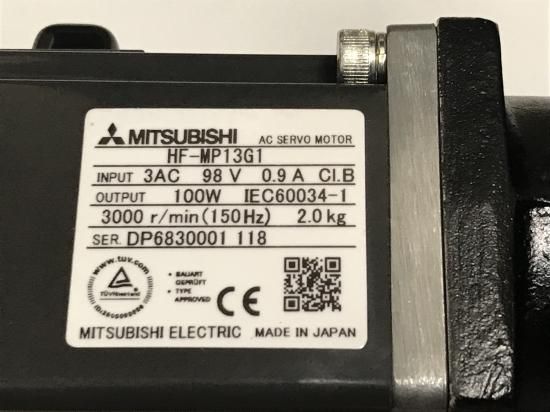 MITSUBISHI AC SERVO MOTOR
HF-MP13G1
INPUT 3AC 98 V 0.9 A CI.B
OUTPUT 100W IEC60034-1
3000 r/min(150Hz) 2.0kg
SER. DP6830001 118
www.tuv.com
TÜVRheinland
• BAUART
GEPRÜFT
• TYPE
APPROVED
CE
MITSUBISHI ELECTRIC MADE IN JAPAN